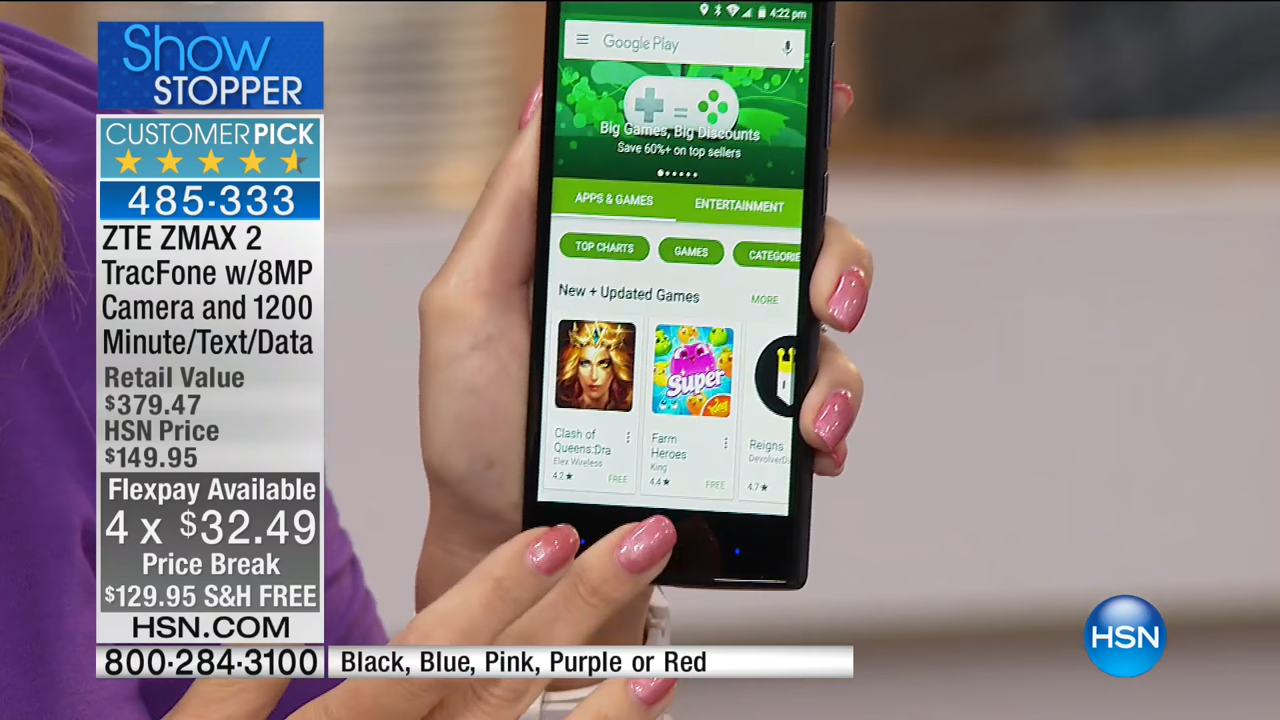 Show
STOPPER
CUSTOMER PICK
485-333
ZTE ZMAX 2
TracFone w/8MP
Camera and 1200
Minute/Text/Data
Retail Value
$379.47
HSN Price
$149.95
Flexpay Available
4 x $32.49
Price Break
$129.95 S&H FREE
HSN.COM
800-284-3100
Black, Blue, Pink, Purple or Red
4:22 pm
Google Play
Big Games, Big Discounts
Save 60%+ on top sellers
APPS & GAMES
ENTERTAINMENT
TOP CHARTS
GAMES
CATEGORIE
New + Updated Games
MORE
Super
King
Clash of
Queens:Dra
Elex Wireless
4.2★
FREE
Farm
Heroes
King
4.4★
FREE
Reigns
DevolverDi
4.7★
HSN